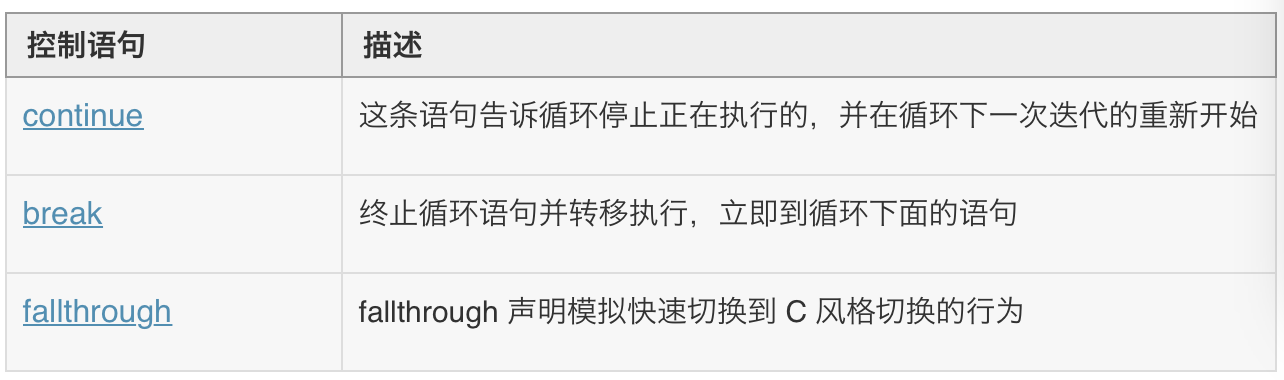 控制语句 描述
continue 这条语句告诉循环停止正在执行的，并在循环下一次迭代的重新开始
break 终止循环语句并转移执行，立即到循环下面的语句
fallthrough fallthrough 声明模拟快速切换到 C 风格切换的行为